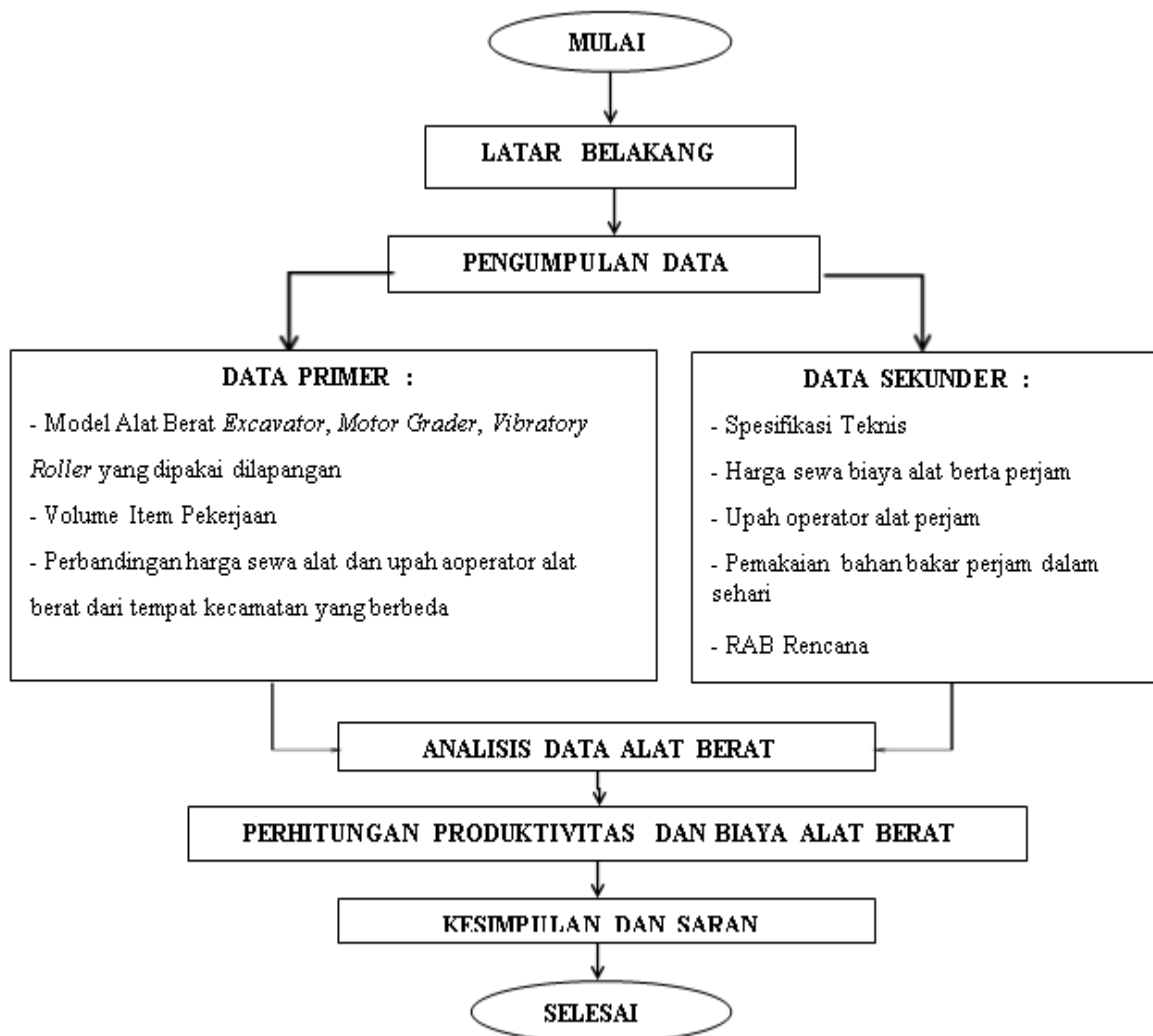 MULAI
LATAR BELAKANG
PENGUMPULAN DATA
DATA PRIMER :
- Model Alat Berat Excavator, Motor Grader, Vibratory
Roller yang dipakai dilapangan
- Volume Item Pekerjaan
- Perbandingan harga sewa alat dan upah aoperator alat
berat dari tempat kecamatan yang berbeda
DATA SEKUNDER :
- Spesifikasi Teknis
- Harga sewa biaya alat berta perjam
- Upah operator alat perjam
- Pemakaian bahan bakar perjam dalam
sehari
- RAB Rencana
ANALISIS DATA ALAT BERAT
PERHITUNGAN PRODUKTIVITAS DAN BIAYA ALAT BERAT
KESIMPULAN DAN SARAN
SELESAI